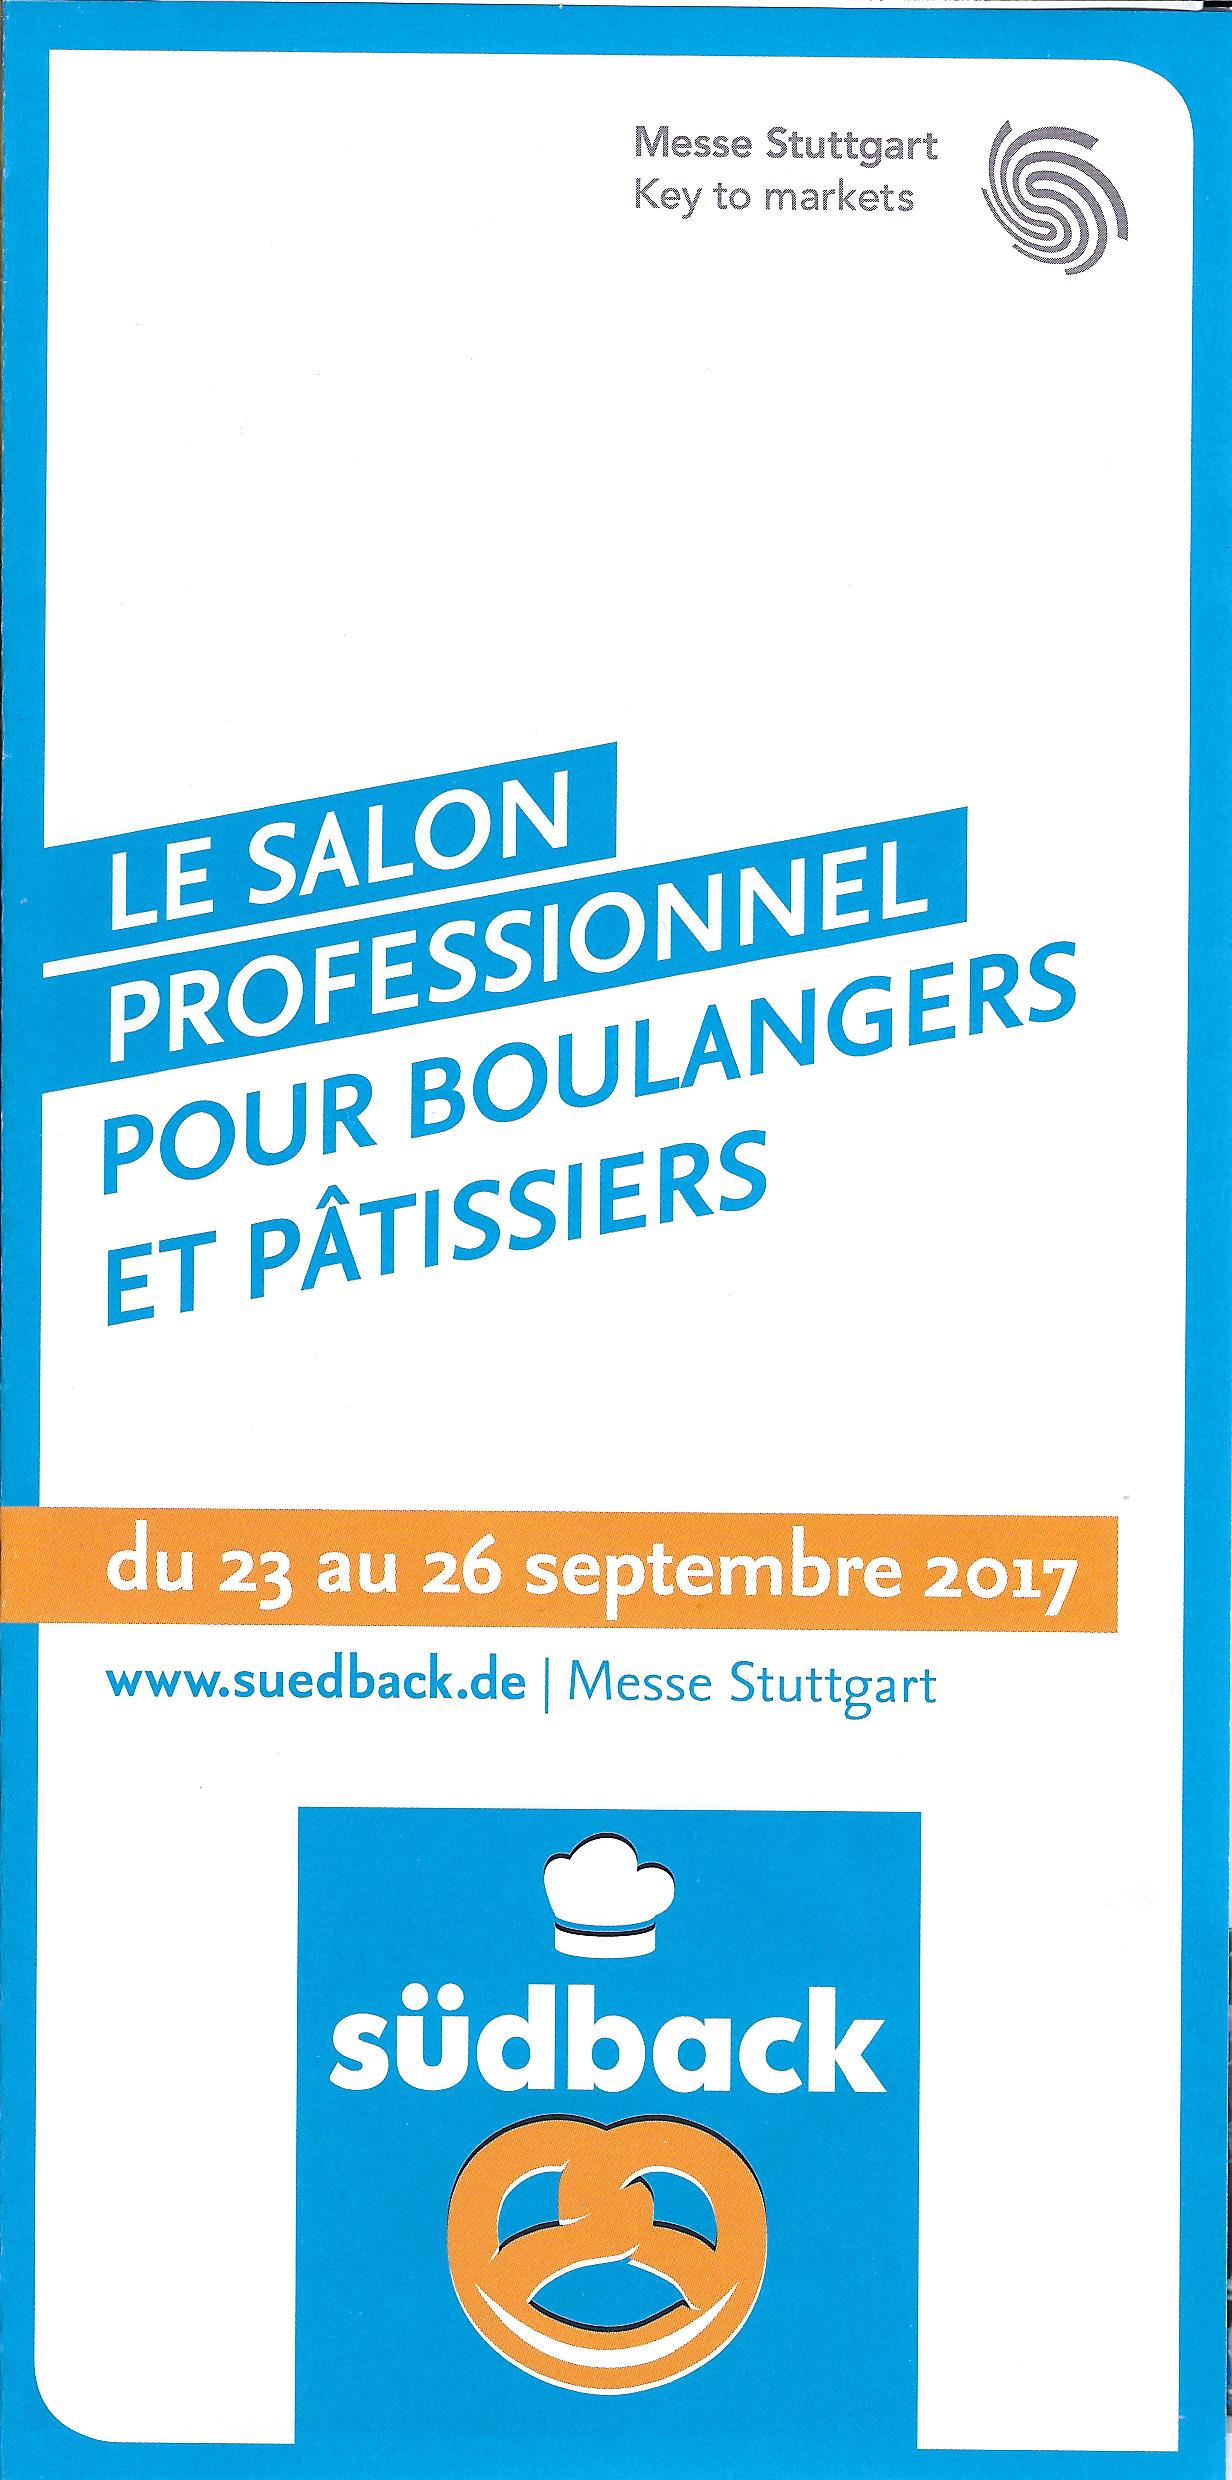 Messe Stuttgart
Key to markets
LE SALON
PROFESSIONNEL
POUR BOULANGERS
ET PÂTISSIERS
du 23 au 26 septembre 2017
www.suedback.de | Messe Stuttgart
südback